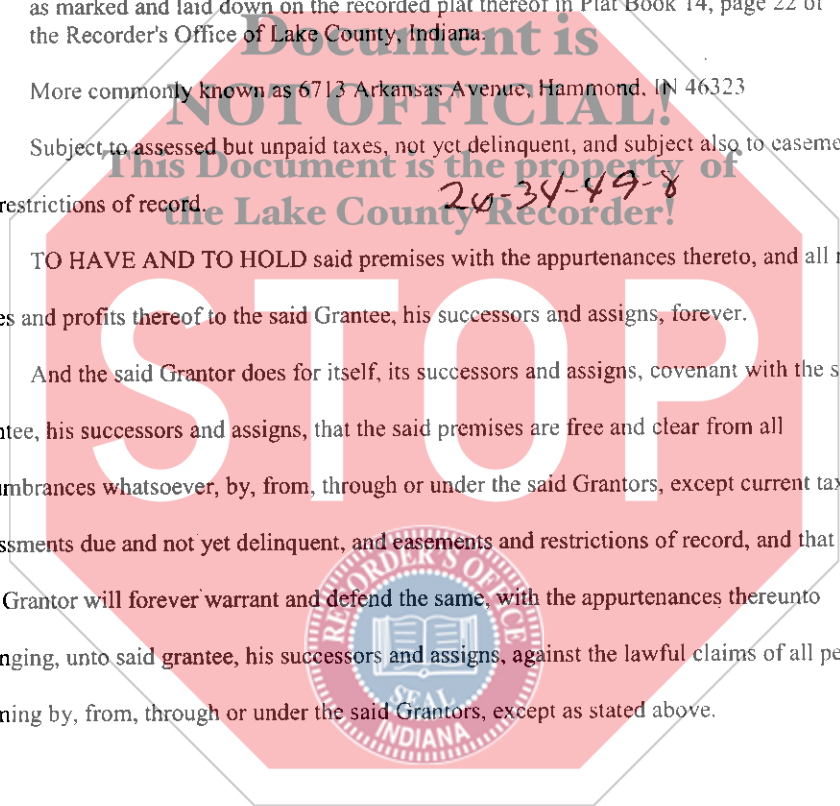 as marked and laid down on the recorded plat thereof in Plat Book 14, page 22 of
the Recorder's Office of Lake County, Indiana.
Document is
More commonly known as 6713 Arkansas Avenue, Hammond, IN 46323
NOT OFFICIAL!
Subject to assessed but unpaid taxes, not yet delinquent, and subject also to easeme
This Document is the property of
26-34-49-8
restrictions of record.
the Lake County Recorder!
TO HAVE AND TO HOLD said premises with the appurtenances thereto, and all r
es and profits thereof to the said Grantee, his successors and assigns, forever.
STOP
And the said Grantor does for itself, its successors and assigns, covenant with the s
ntee, his successors and assigns, that the said premises are free and clear from all
umbrances whatsoever, by, from, through or under the said Grantors, except current tax
ssments due and not yet delinquent, and easements and restrictions of record, and that
Grantor will forever warrant and defend the same, with the appurtenances thereunto
nging, unto said grantee, his successors and assigns, against the lawful claims of all pe
ning by, from, through or under the said Grantors, except as stated above.
RECORDER'S OFFICE
SEAL
INDIANA